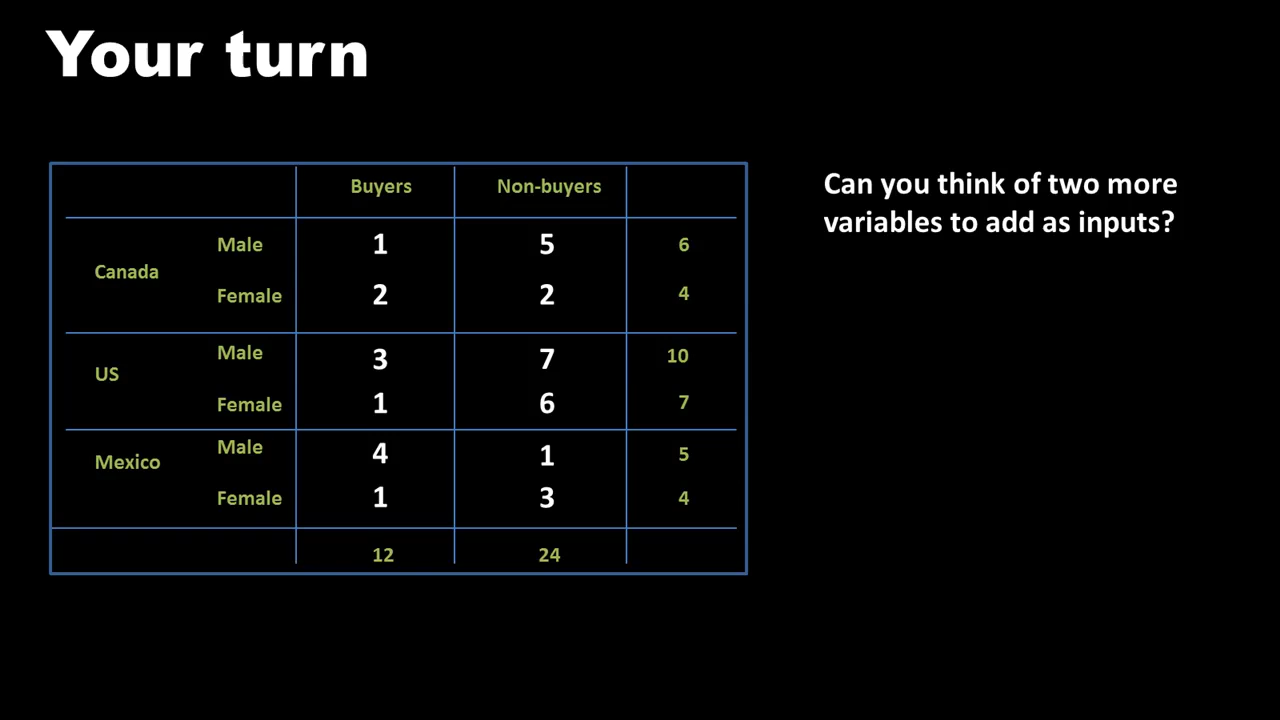 Your turn
Can you think of two more
variables to add as inputs?
Buyers Non-buyers
Canada
Male 1 5 6
Female 2 2 4
US
Male 3 7 10
Female 1 6 7
Mexico
Male 4 1 5
Female 1 3 4
12 24